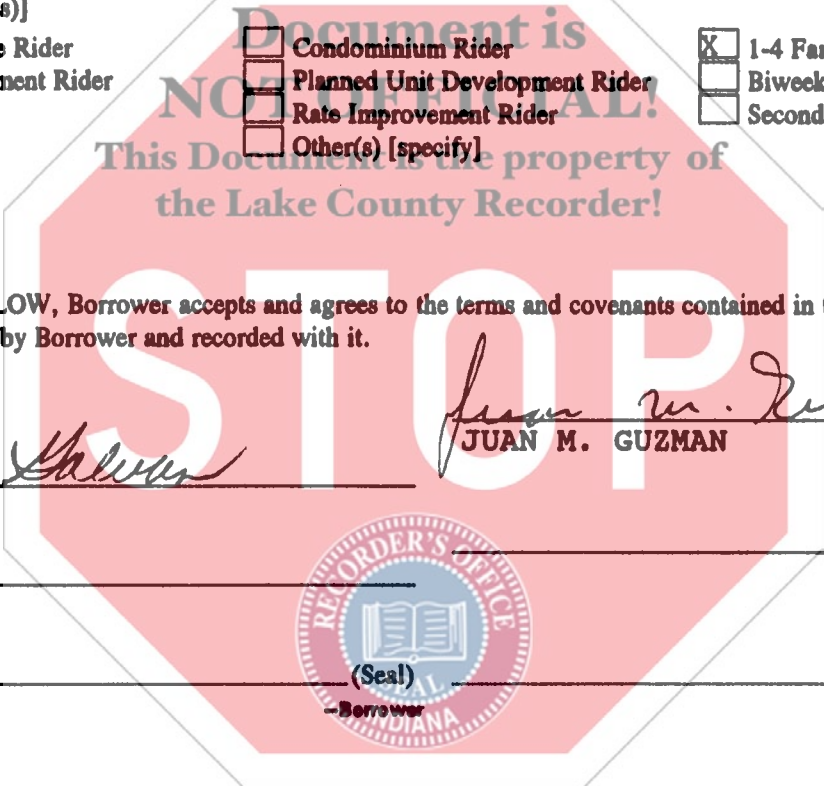 s)]
Document is
e Rider Condominium Rider X 1-4 Fa
ment Rider Planned Unit Development Rider Biweek
NOT OFFICIAL!
Rate Improvement Rider Second
Other(s) [specify]
This Document is the property of
the Lake County Recorder!
STOP
LOW, Borrower accepts and agrees to the terms and covenants contained in
by Borrower and recorded with it.
Juan M.
JUAN M. GUZMAN
Galvan
RECORDER'S OFFICE
(Seal)
SEAL
-Borrower
INDIANA